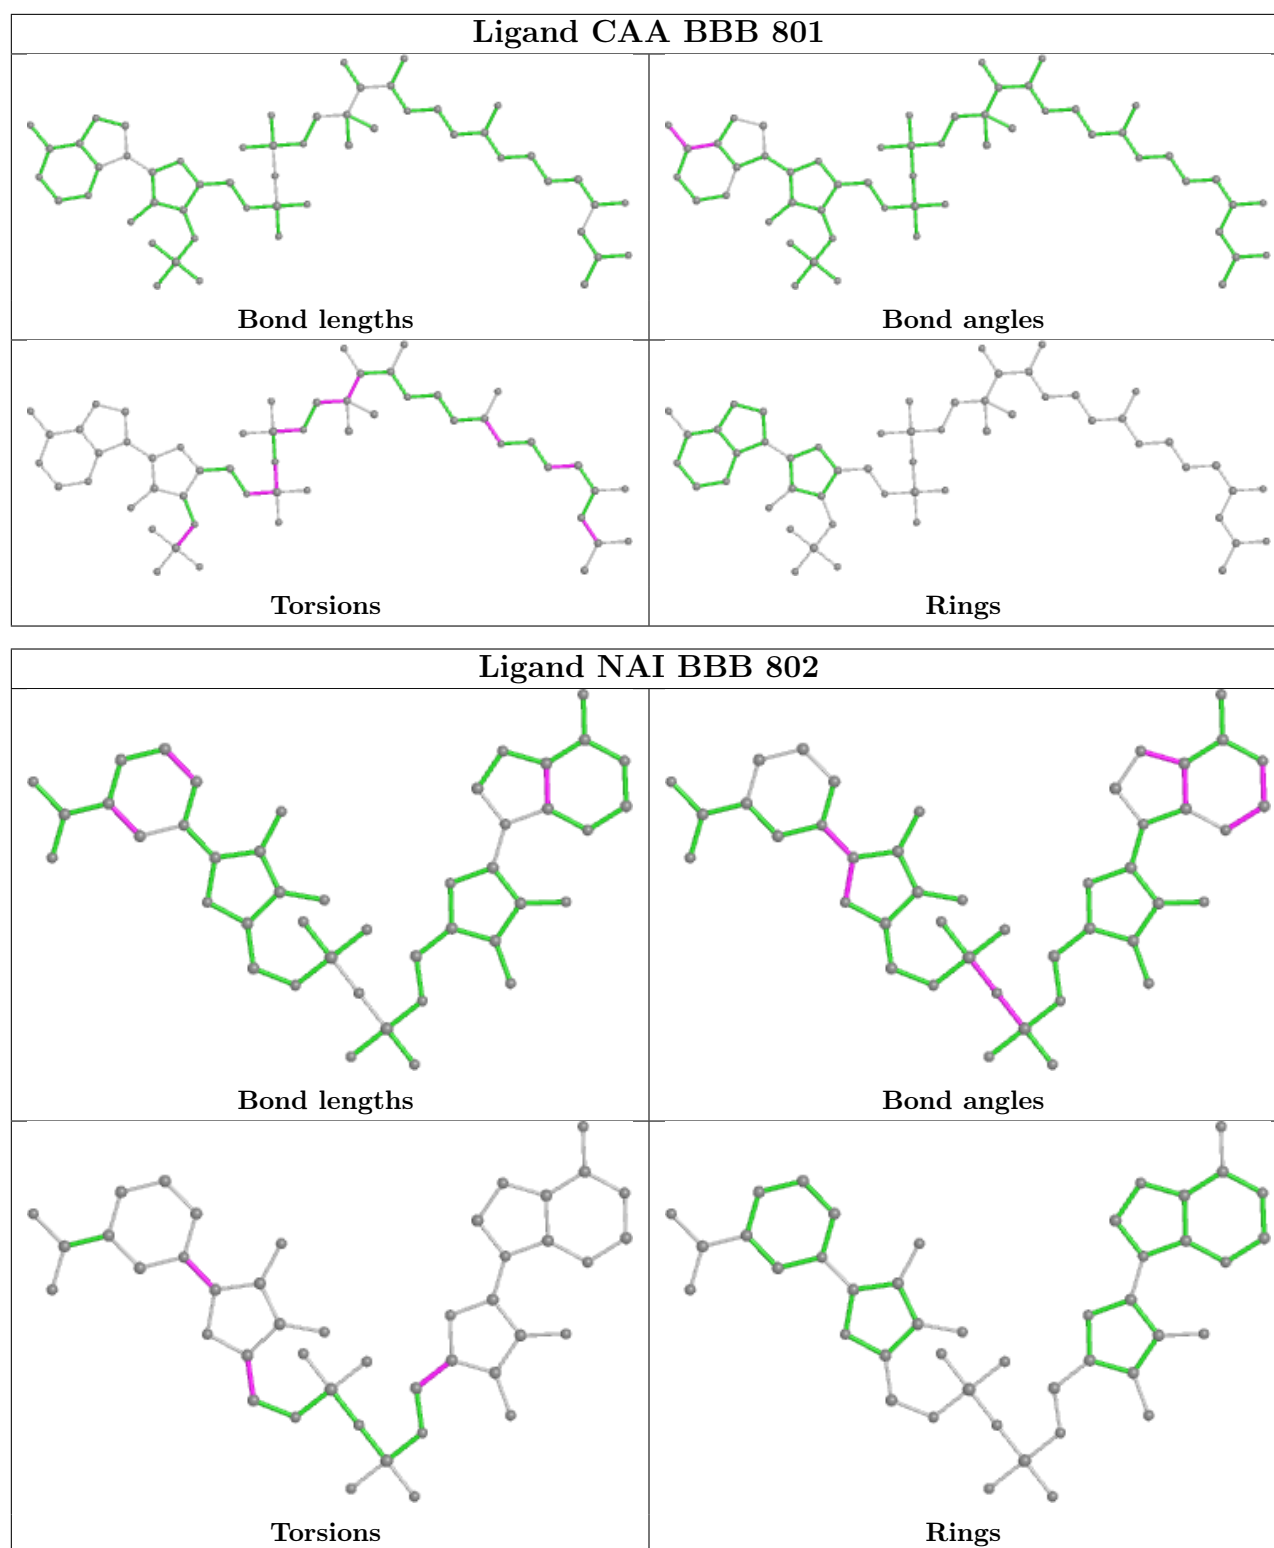 Ligand CAA BBB 801
Bond lengths
Bond angles
Torsions
Rings
Ligand NAI BBB 802
Bond lengths
Bond angles
Torsions
Rings